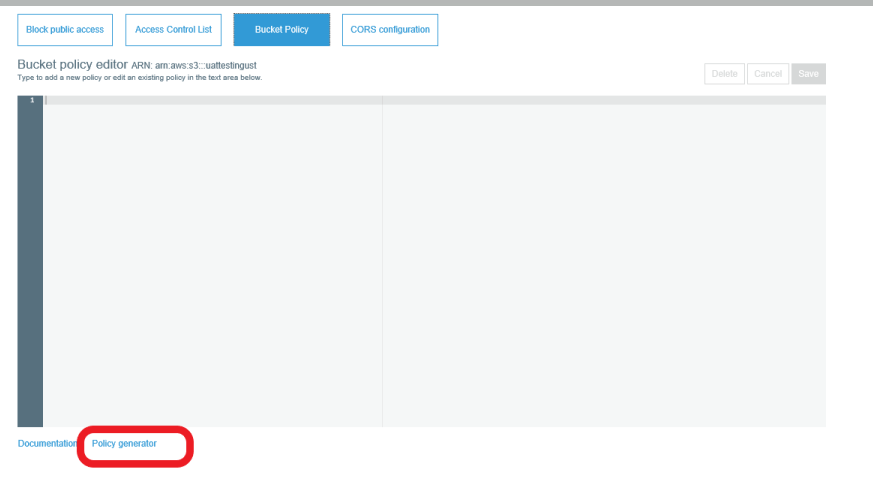 Block public access Access Control List Bucket Policy CORS configuration
Bucket policy editor ARN: arn:aws:s3:::uattestingust
Type to add a new policy or edit an existing policy in the text area below.
Delete Cancel Save
1
Documentation Policy generator